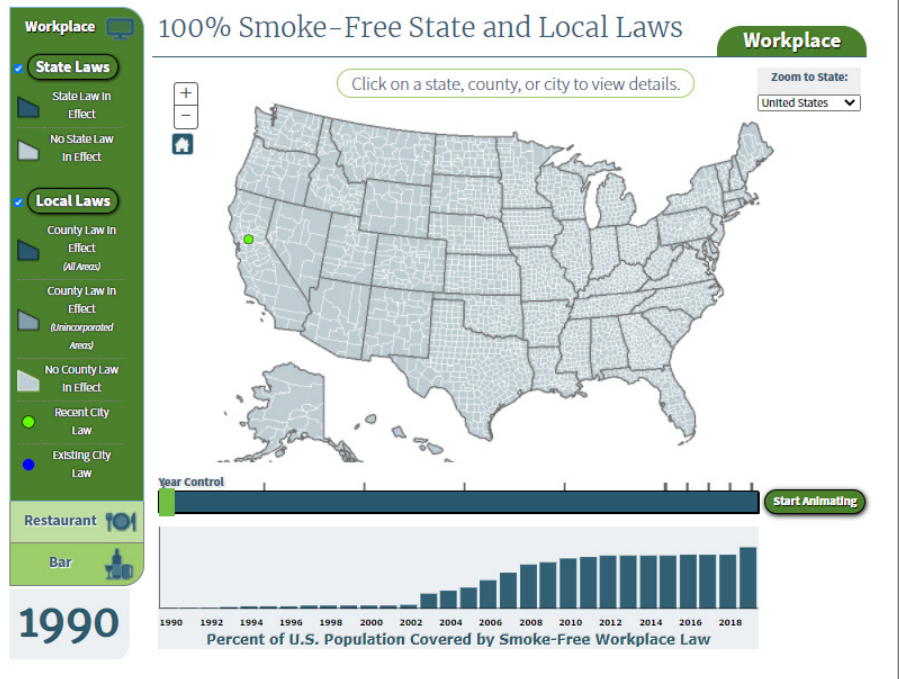 Workplace
State Laws
State Law In
Effect
No State Law
In Effect
Local Laws
County Law In
Effect
(All Areas)
County Law In
Effect
(Unincorporated
Areas)
No County Law
In Effect
Recent City
Law
Existing City
Law
Restaurant
Bar
1990
100% Smoke-Free State and Local Laws
Workplace
Click on a state, county, or city to view details.
Zoom to State:
United States
+
−
Year Control
Start Animating
1990 1992 1994 1996 1998 2000 2002 2004 2006 2008 2010 2012 2014 2016 2018
Percent of U.S. Population Covered by Smoke-Free Workplace Law